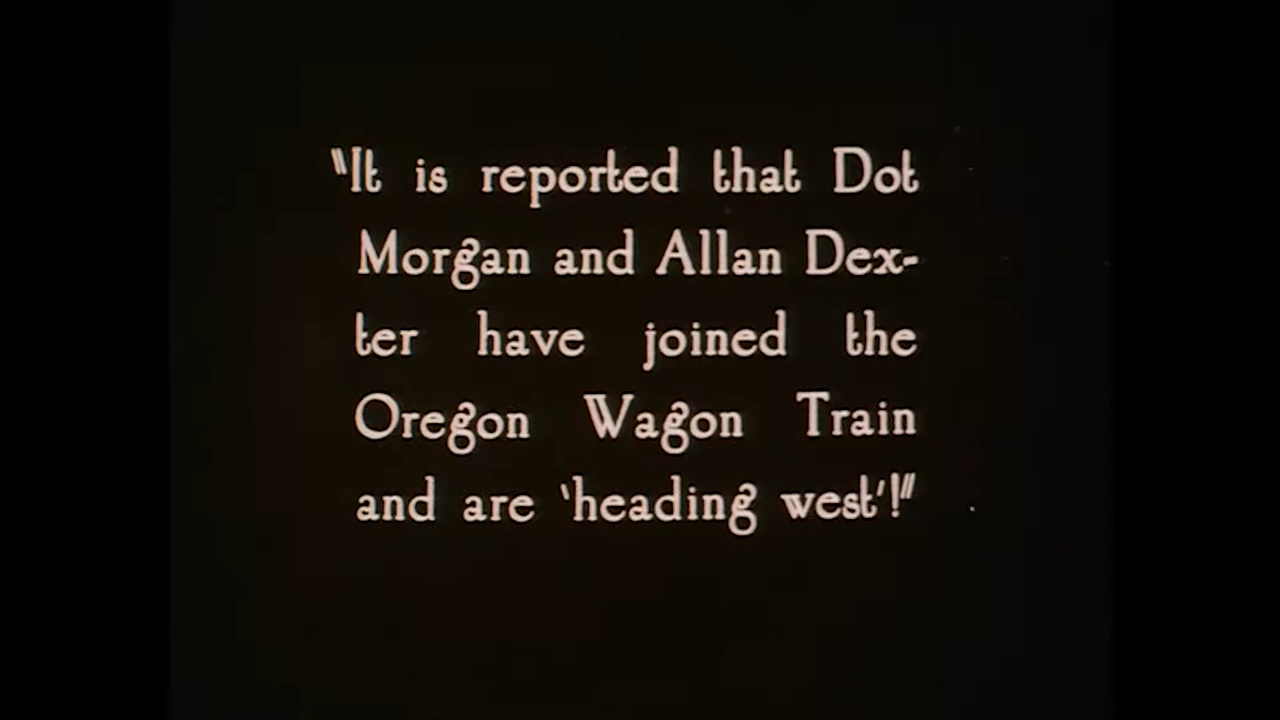 "It is reported that Dot
Morgan and Allan Dex-
ter have joined the
Oregon Wagon Train
and are 'heading west'!"